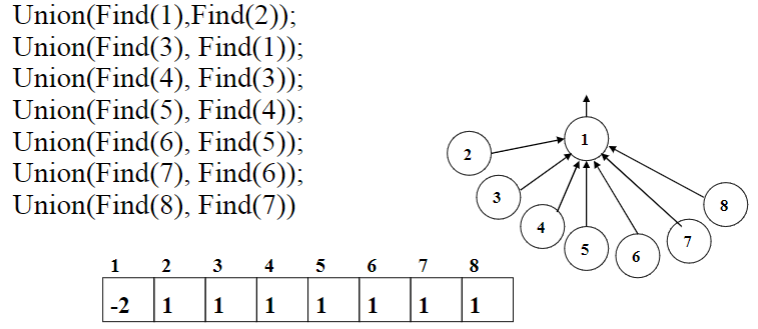 Union(Find(1),Find(2));
Union(Find(3), Find(1));
Union(Find(4), Find(3));
Union(Find(5), Find(4));
Union(Find(6), Find(5));
Union(Find(7), Find(6));
Union(Find(8), Find(7))
1
2
3
4
5
6
7
8
1 2 3 4 5 6 7 8
-2 1 1 1 1 1 1 1